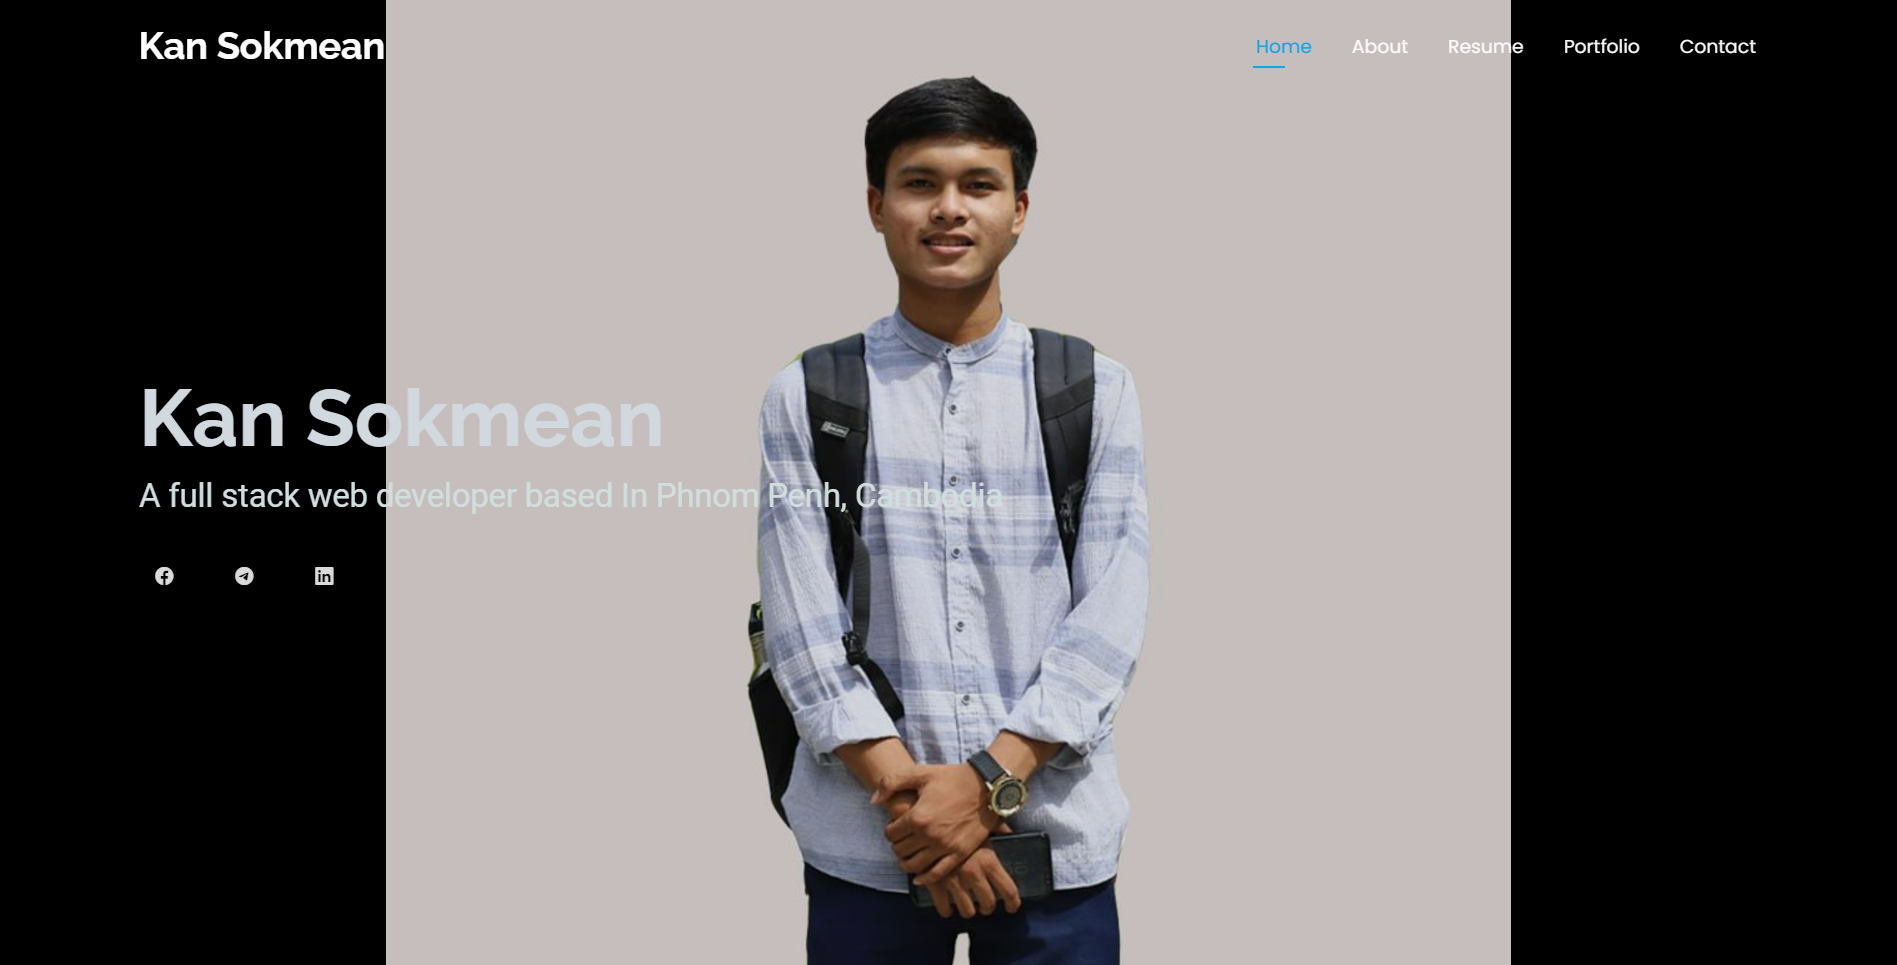 Kan Sokmean
Home About Resume Portfolio Contact
Kan Sokmean
A full stack web developer based In Phnom Penh, Cambodia